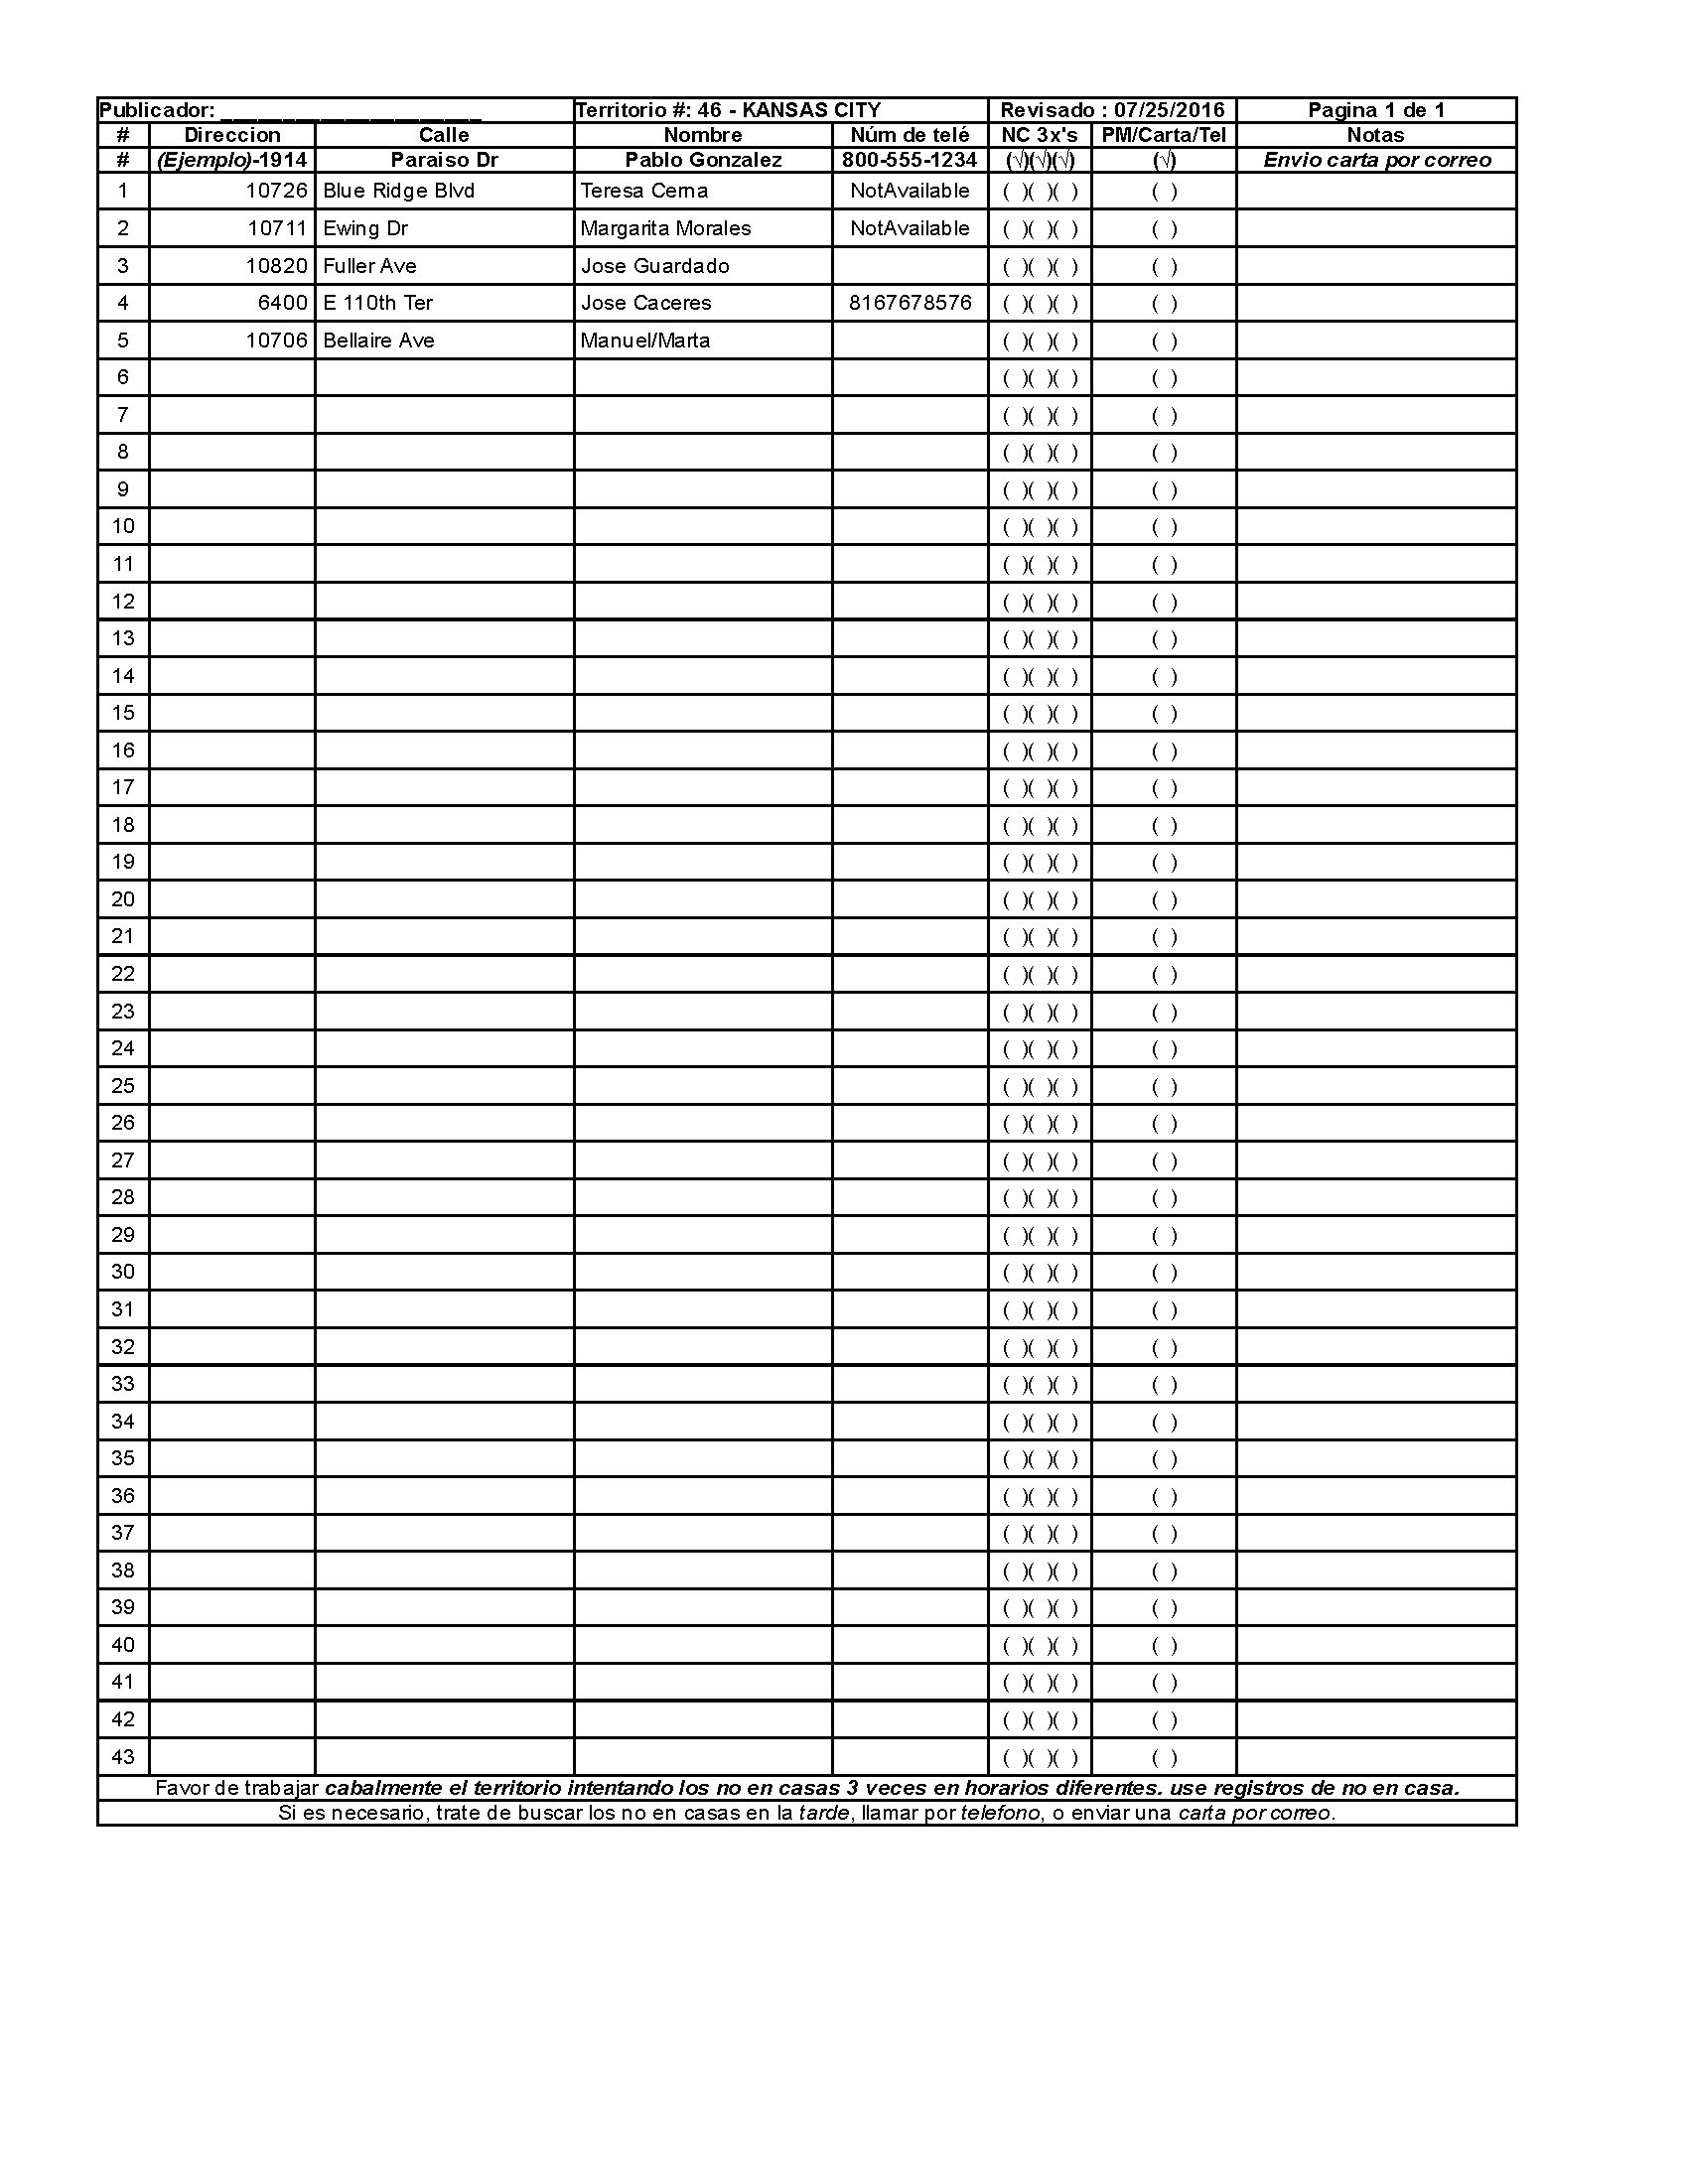 Publicador: _____________________ Territorio #: 46 - KANSAS CITY Revisado : 07/25/2016 Pagina 1 de 1
# Direccion Calle Nombre Núm de telé NC 3x's PM/Carta/Tel Notas
# (Ejemplo)-1914 Paraiso Dr Pablo Gonzalez 800-555-1234 (√)(√)(√) (√) Envio carta por correo
1 10726 Blue Ridge Blvd Teresa Cerna NotAvailable ( )( )( ) ( )
2 10711 Ewing Dr Margarita Morales NotAvailable ( )( )( ) ( )
3 10820 Fuller Ave Jose Guardado ( )( )( ) ( )
4 6400 E 110th Ter Jose Caceres 8167678576 ( )( )( ) ( )
5 10706 Bellaire Ave Manuel/Marta ( )( )( ) ( )
6 ( )( )( ) ( )
7 ( )( )( ) ( )
8 ( )( )( ) ( )
9 ( )( )( ) ( )
10 ( )( )( ) ( )
11 ( )( )( ) ( )
12 ( )( )( ) ( )
13 ( )( )( ) ( )
14 ( )( )( ) ( )
15 ( )( )( ) ( )
16 ( )( )( ) ( )
17 ( )( )( ) ( )
18 ( )( )( ) ( )
19 ( )( )( ) ( )
20 ( )( )( ) ( )
21 ( )( )( ) ( )
22 ( )( )( ) ( )
23 ( )( )( ) ( )
24 ( )( )( ) ( )
25 ( )( )( ) ( )
26 ( )( )( ) ( )
27 ( )( )( ) ( )
28 ( )( )( ) ( )
29 ( )( )( ) ( )
30 ( )( )( ) ( )
31 ( )( )( ) ( )
32 ( )( )( ) ( )
33 ( )( )( ) ( )
34 ( )( )( ) ( )
35 ( )( )( ) ( )
36 ( )( )( ) ( )
37 ( )( )( ) ( )
38 ( )( )( ) ( )
39 ( )( )( ) ( )
40 ( )( )( ) ( )
41 ( )( )( ) ( )
42 ( )( )( ) ( )
43 ( )( )( ) ( )
Favor de trabajar cabalmente el territorio intentando los no en casas 3 veces en horarios diferentes. use registros de no en casa.
Si es necesario, trate de buscar los no en casas en la tarde, llamar por telefono, o enviar una carta por correo.